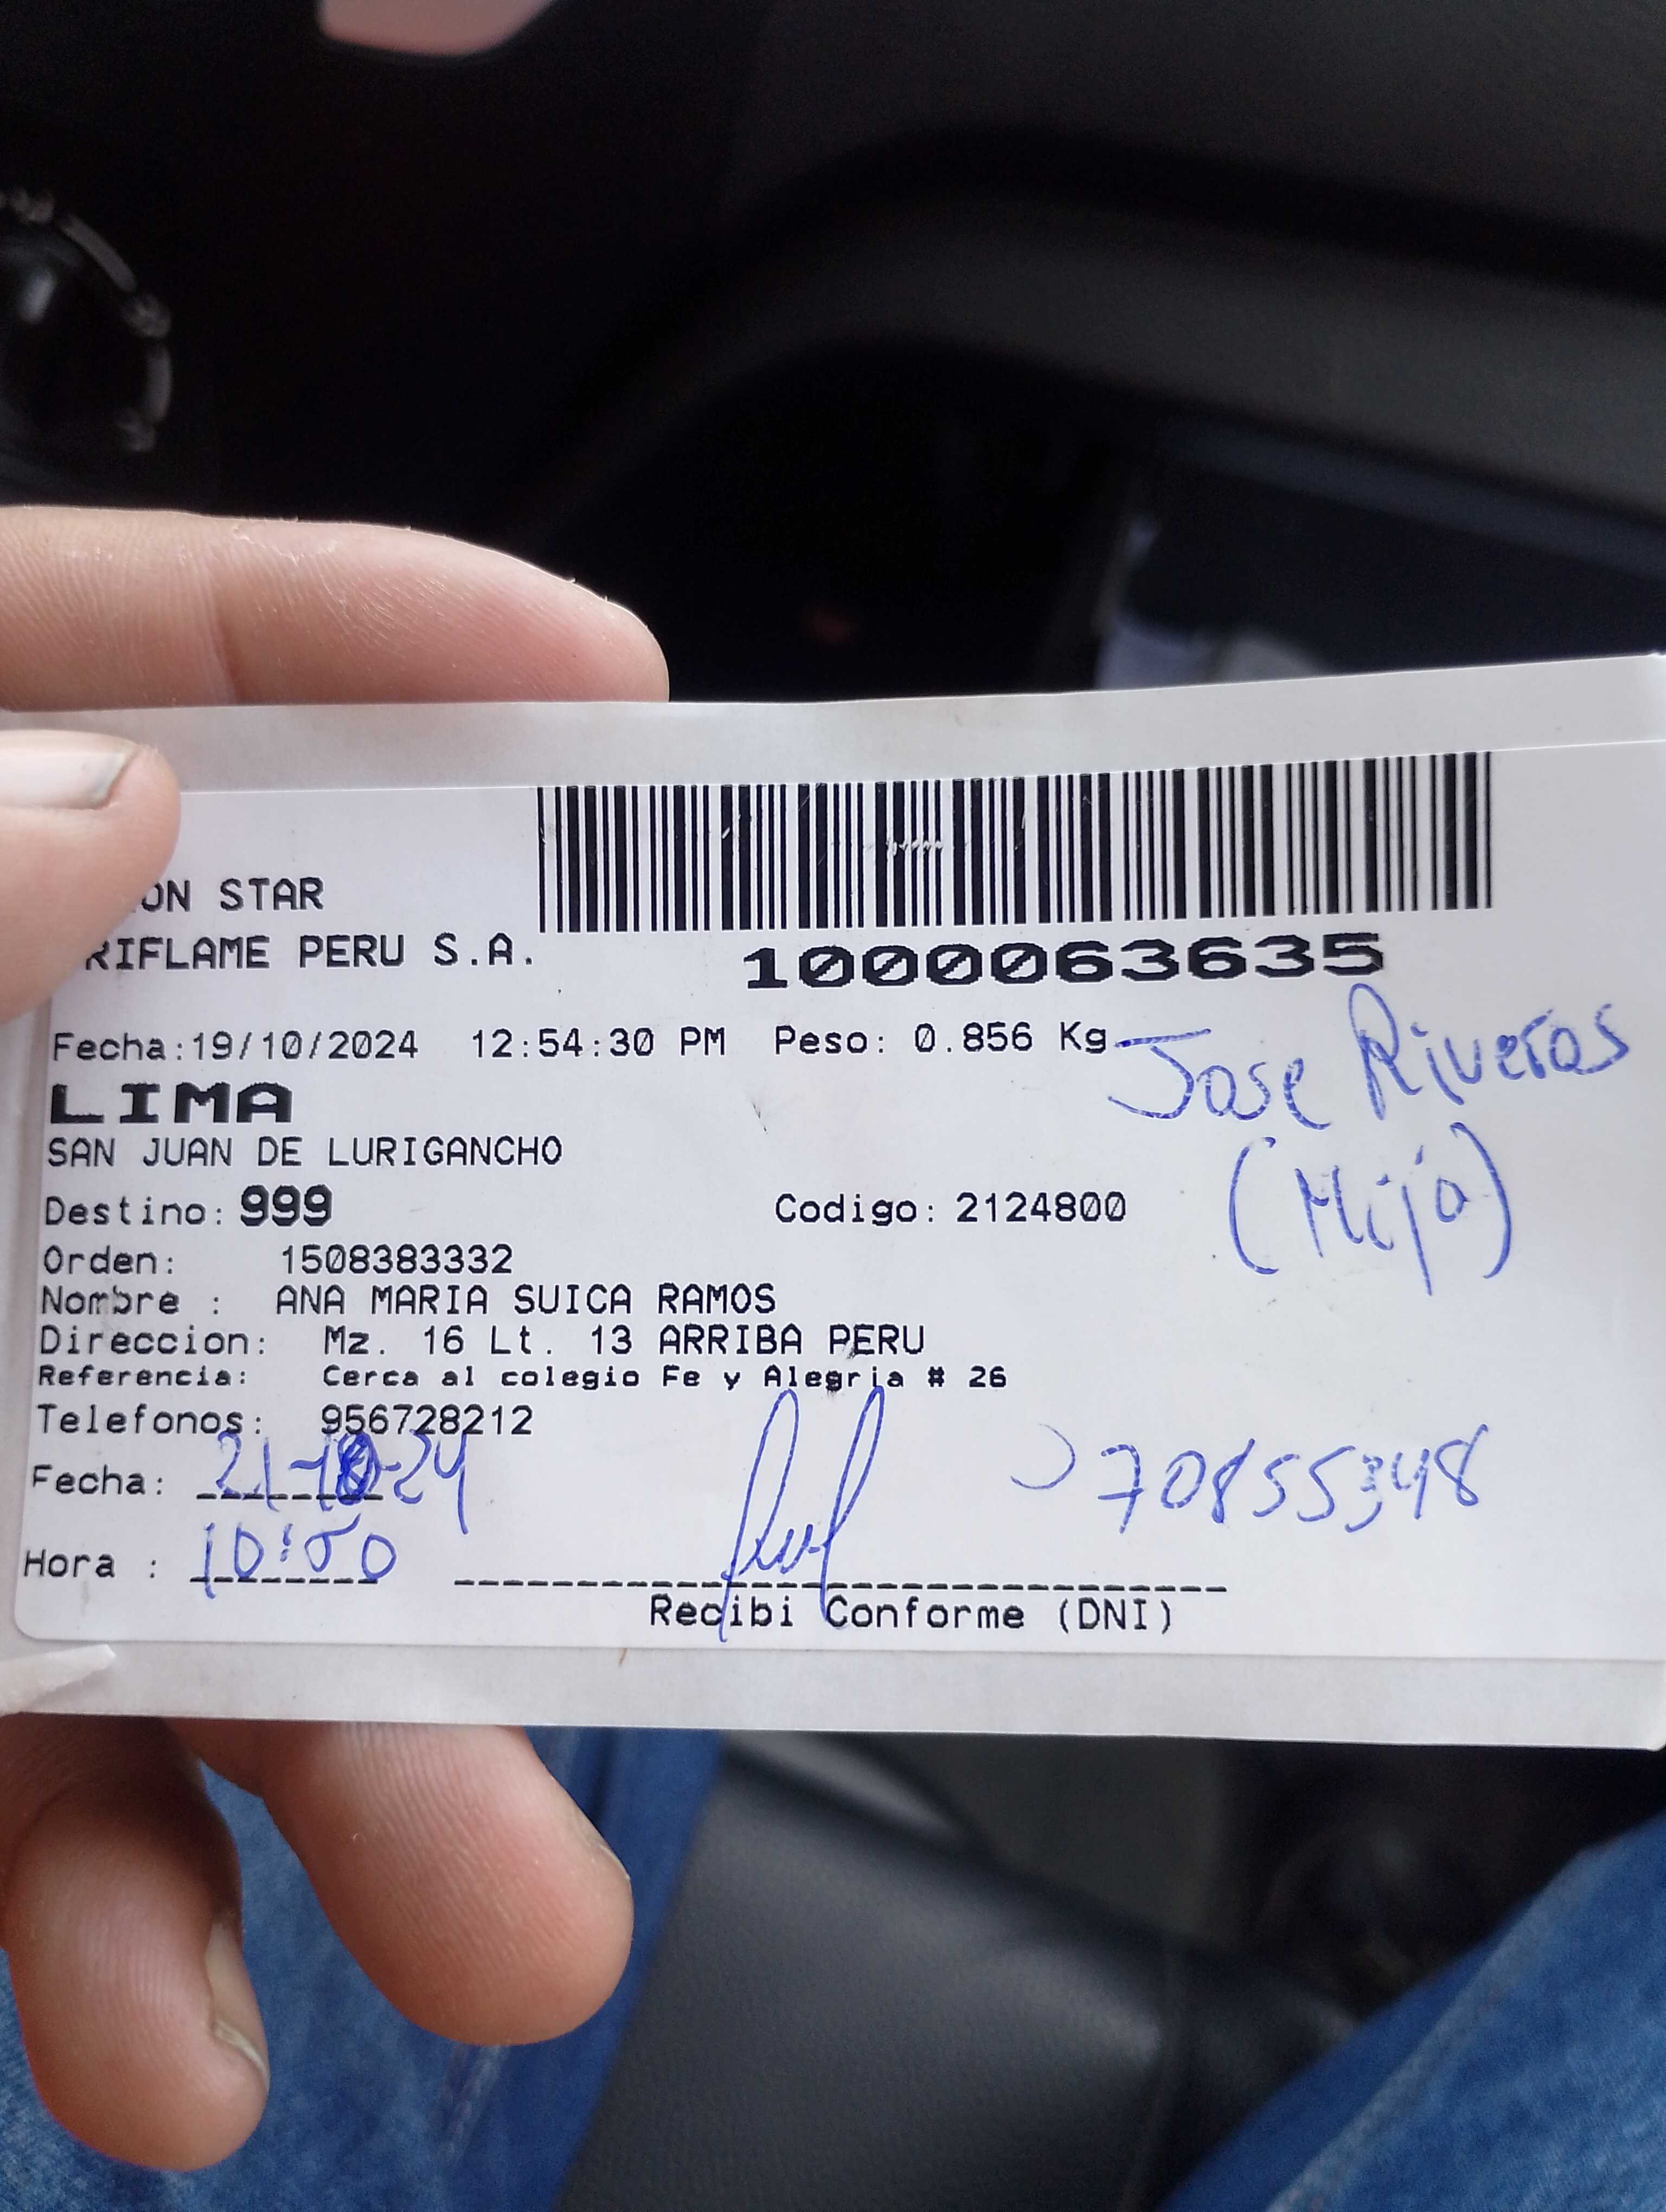 ON STAR
RIFLAME PERU S.A.
1000063635
Fecha:19/10/2024 12:54:30 PM Peso: 0.856 Kg
Jose Riveros
LIMA
(Hijo)
SAN JUAN DE LURIGANCHO
Destino: 999 Codigo: 2124800
Orden: 1508383332
Nombre : ANA MARIA SUICA RAMOS
Direccion: Mz. 16 Lt. 13 ARRIBA PERU
Referencia: Cerca al colegio Fe y Alegria # 26
Telefonos: 956728212
Fecha: 21-10-24
70855348
Hora : 10:50
Recibi Conforme (DNI)